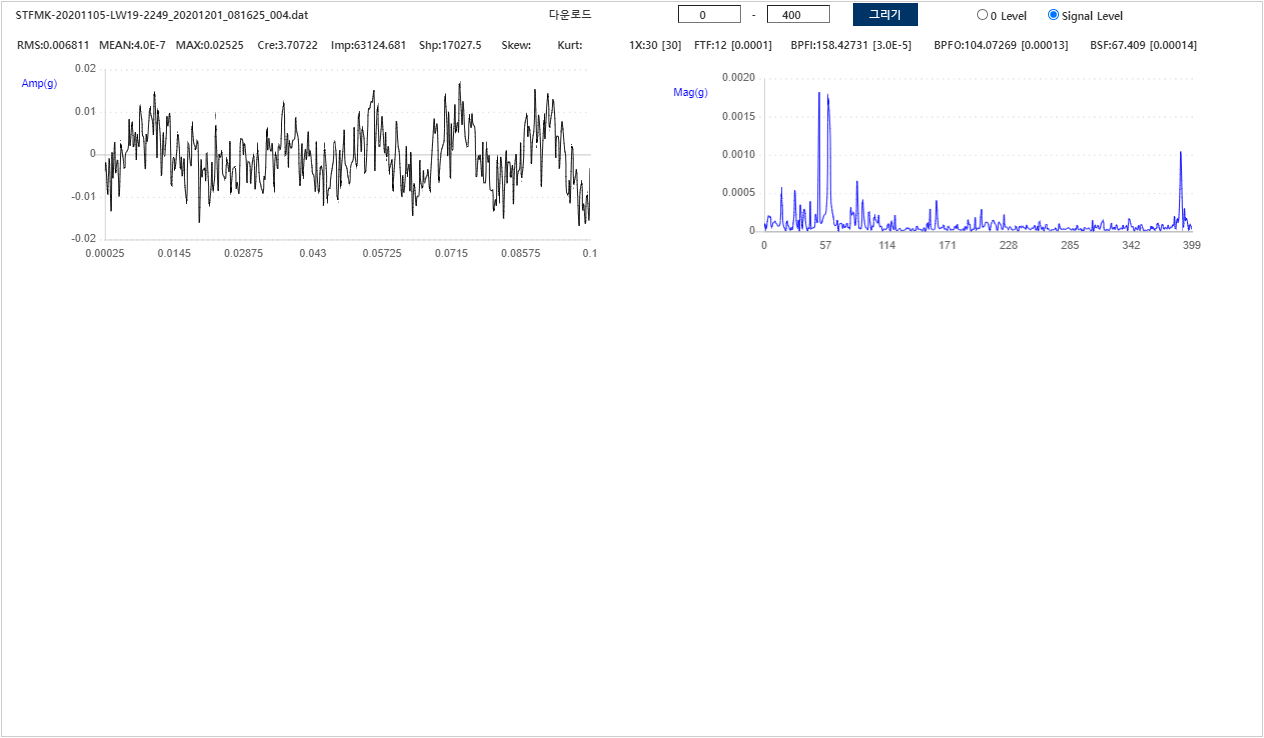 STFMK-20201105-LW19-2249_20201201_081625_004.dat 다운로드 0 - 400 그리기 0 Level Signal Level
RMS:0.006811 MEAN:4.0E-7 MAX:0.02525 Cre:3.70722 Imp:63124.681 Shp:17027.5 Skew: Kurt: 1X:30 [30] FTF:12 [0.0001] BPFI:158.42731 [3.0E-5] BPFO:104.07269 [0.00013] BSF:67.409 [0.00014]
Amp(g)
0.02
0.01
0
-0.01
-0.02
0.00025 0.0145 0.02875 0.043 0.05725 0.0715 0.08575 0.1
Mag(g)
0.0020
0.0015
0.0010
0.0005
0
0 57 114 171 228 285 342 399